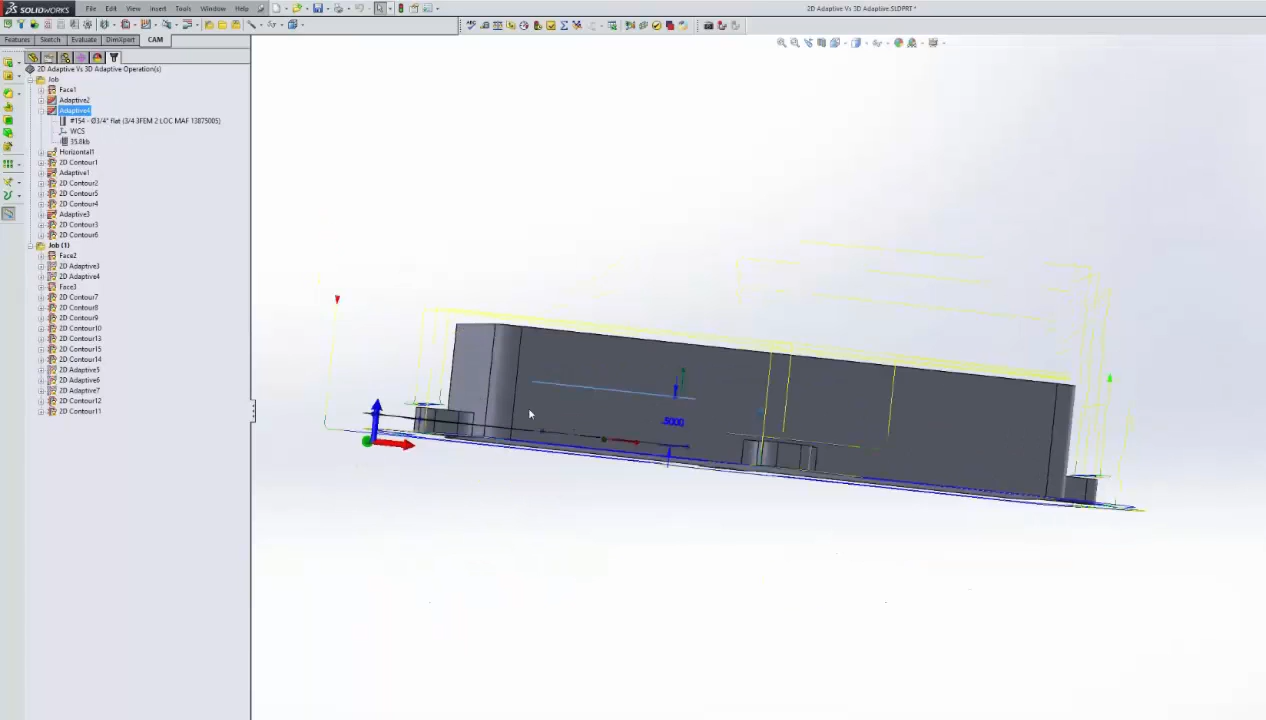 SOLIDWORKS File Edit View Insert Tools Window Help 2D Adaptive Vs 3D Adaptive.SLDPRT *
Features Sketch Evaluate DimXpert CAM
2D Adaptive Vs 3D Adaptive Operation(s)
Job
Face1
Adaptive2
Adaptive4
#154 - Ø3/4" flat (3/4 3FEM 2 LOC MAF 13875005)
WCS
35.8kb
Horizontal1
2D Contour1
Adaptive1
2D Contour2
2D Contour5
2D Contour4
Adaptive3
2D Contour3
2D Contour6
Job (1)
Face2
2D Adaptive3
2D Adaptive4
Face3
2D Contour7
2D Contour8
2D Contour9
2D Contour10
2D Contour13
2D Contour15
2D Contour14
2D Adaptive5
2D Adaptive6
2D Adaptive7
2D Contour12
2D Contour11
.5000